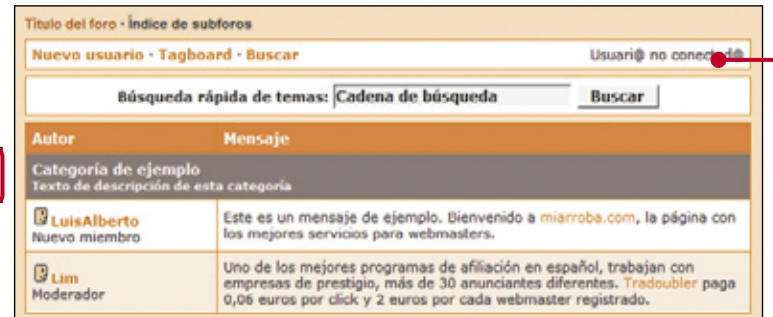 Título del foro · Índice de subforos
Nuevo usuario · Tagboard · Buscar Usuari@ no conectad@
Búsqueda rápida de temas: Cadena de búsqueda Buscar
Autor Mensaje
Categoría de ejemplo
Texto de descripción de esta categoría
LuisAlberto
Nuevo miembro
Este es un mensaje de ejemplo. Bienvenido a miarroba.com, la página con
los mejores servicios para webmasters.
Lim
Moderador
Uno de los mejores programas de afiliación en español, trabajan con
empresas de prestigio, más de 30 anunciantes diferentes. Tradoubler paga
0,06 euros por click y 2 euros por cada webmaster registrado.